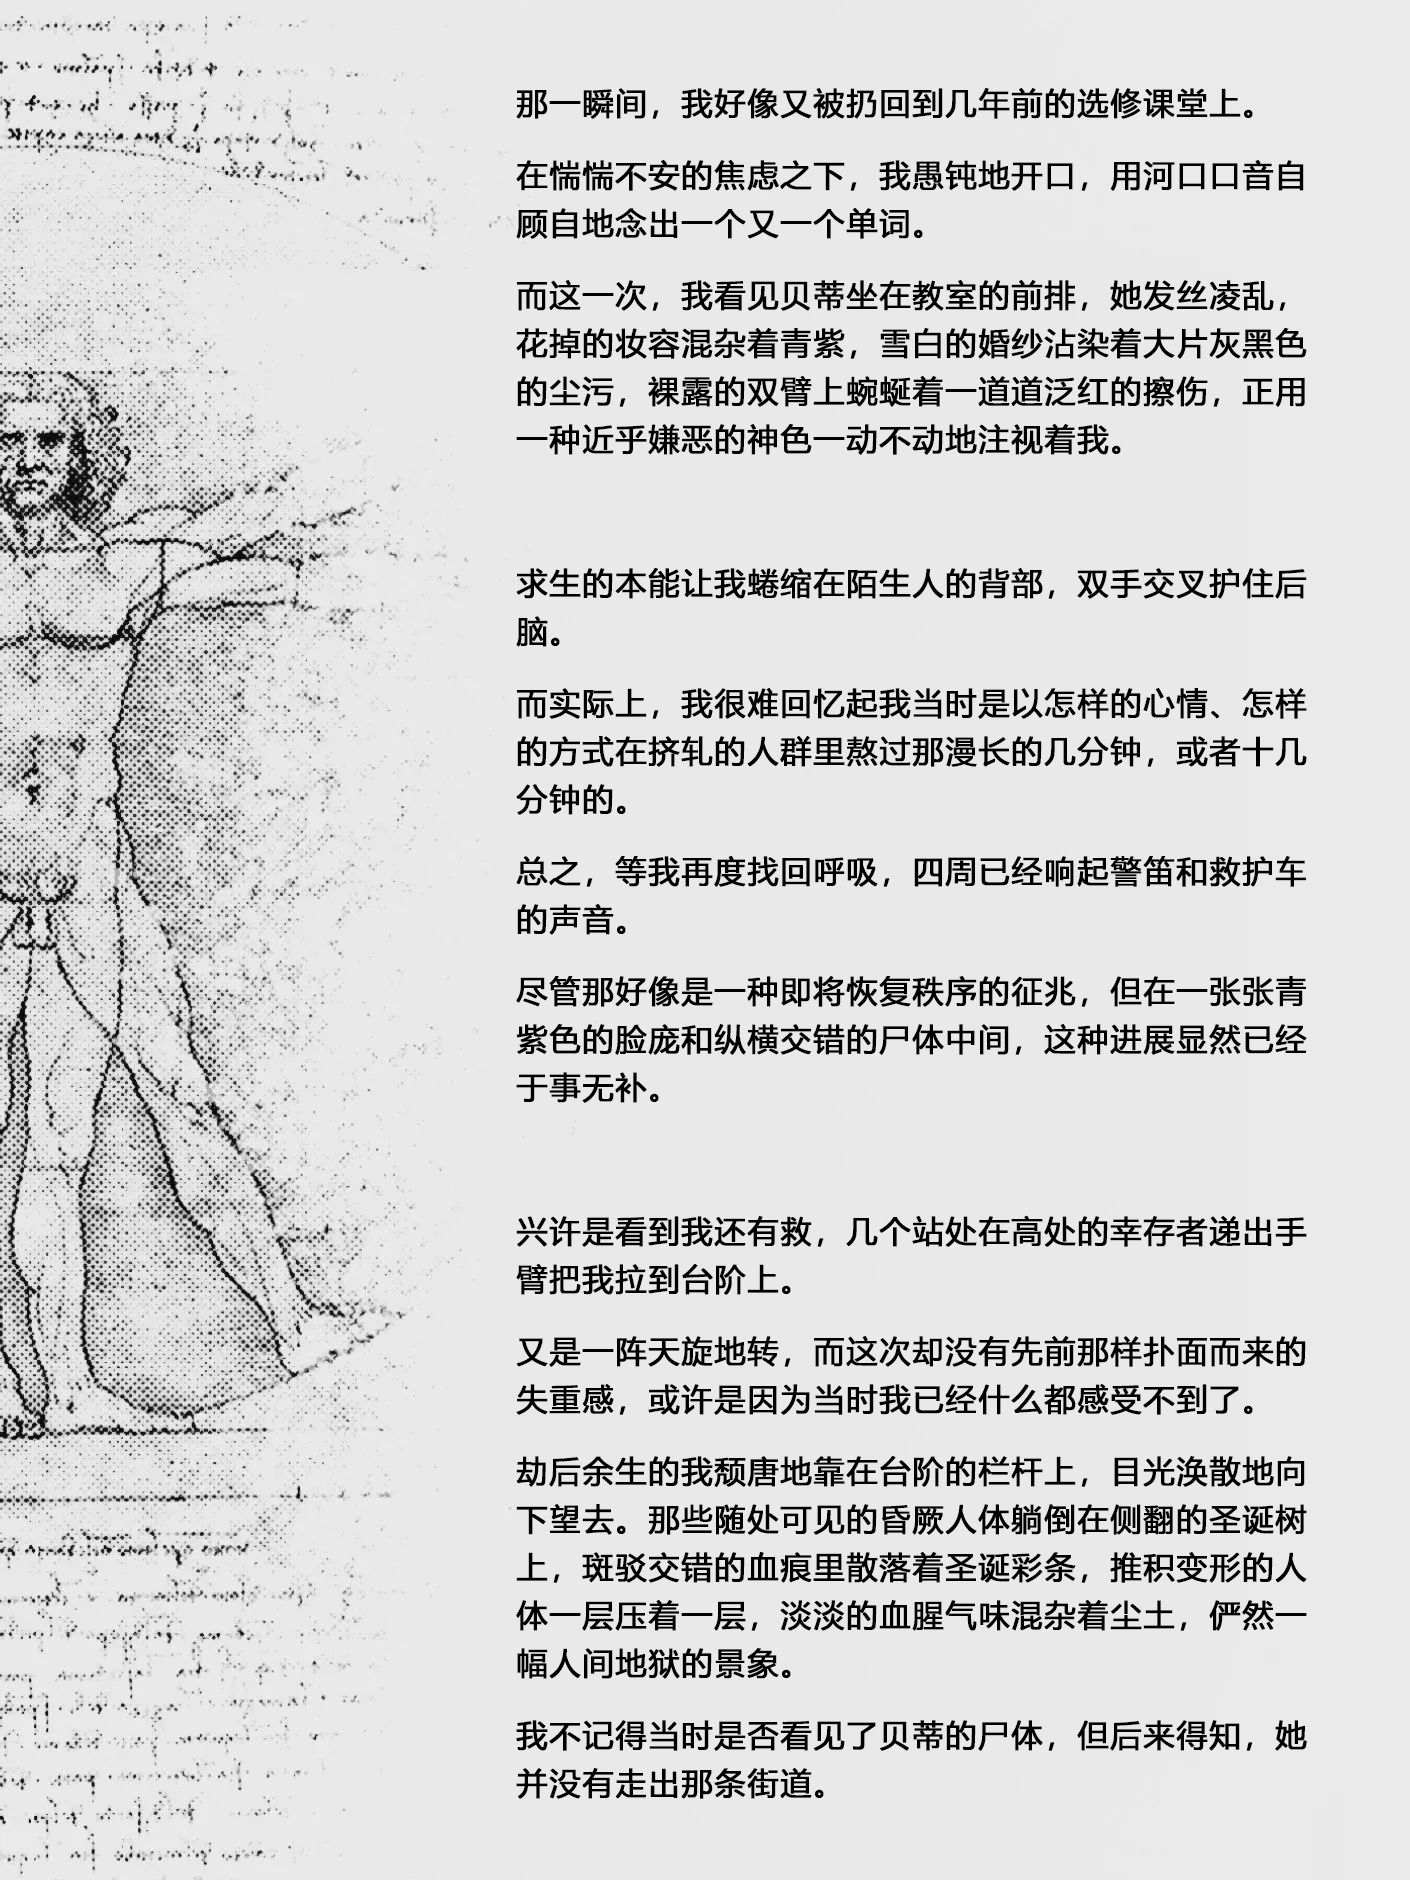 那一瞬间，我好像又被扔回到几年前的选修课堂上。
在惴惴不安的焦虑之下，我愚钝地开口，用河口口音自
顾自地念出一个又一个单词。
而这一次，我看见贝蒂坐在教室的前排，她发丝凌乱，
花掉的妆容混杂着青紫，雪白的婚纱沾染着大片灰黑色
的尘污，裸露的双臂上蜿蜒着一道道泛红的擦伤，正用
一种近乎嫌恶的神色一动不动地注视着我。
求生的本能让我蜷缩在陌生人的背部，双手交叉护住后
脑。
而实际上，我很难回忆起我当时是以怎样的心情、怎样
的方式在挤轧的人群里熬过那漫长的几分钟，或者十几
分钟的。
总之，等我再度找回呼吸，四周已经响起警笛和救护车
的声音。
尽管那好像是一种即将恢复秩序的征兆，但在一张张青
紫色的脸庞和纵横交错的尸体中间，这种进展显然已经
于事无补。
兴许是看到我还有救，几个站处在高处的幸存者递出手
臂把我拉到台阶上。
又是一阵天旋地转，而这次却没有先前那样扑面而来的
失重感，或许是因为当时我已经什么都感受不到了。
劫后余生的我颓唐地靠在台阶的栏杆上，目光涣散地向
下望去。那些随处可见的昏厥人体躺倒在侧翻的圣诞树
上，斑驳交错的血痕里散落着圣诞彩条，推积变形的人
体一层压着一层，淡淡的血腥气味混杂着尘土，俨然一
幅人间地狱的景象。
我不记得当时是否看见了贝蒂的尸体，但后来得知，她
并没有走出那条街道。